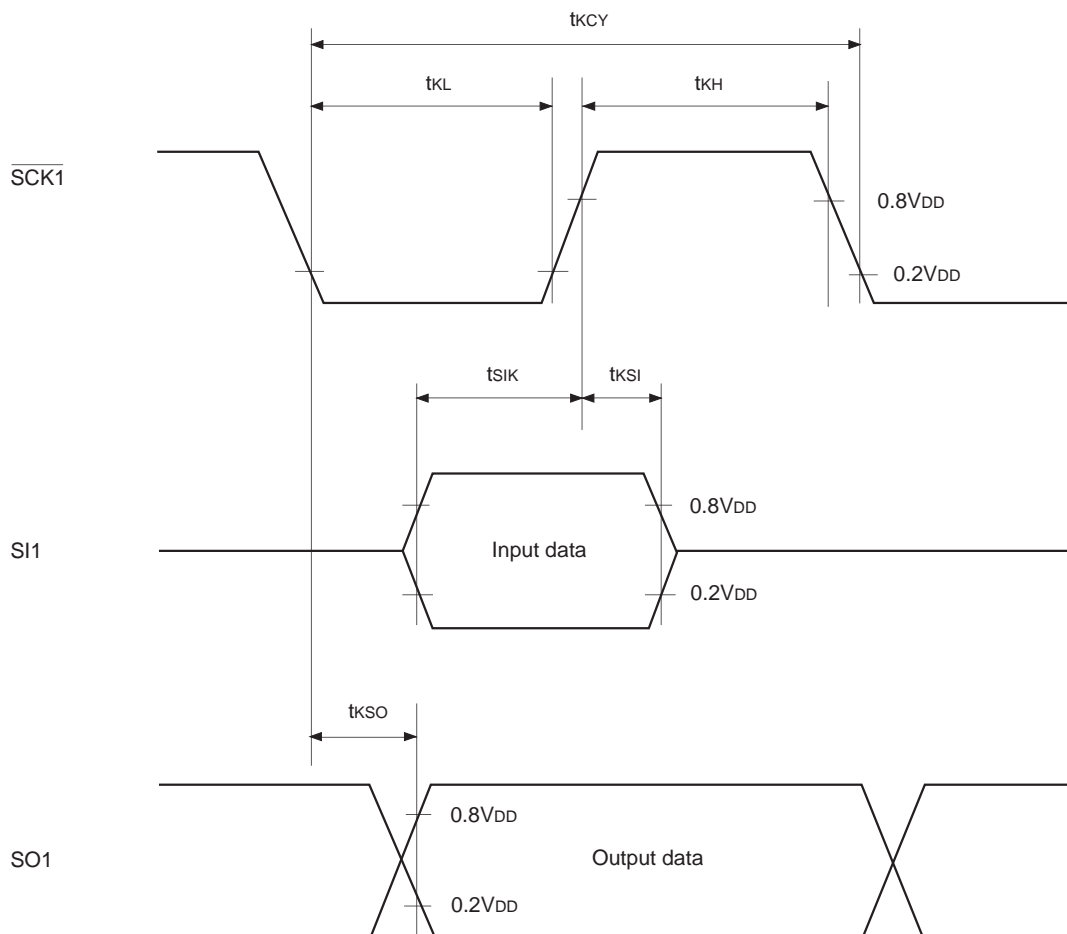 tKCY
tKL
tKH
SCK1
0.8VDD
0.2VDD
tSIK
tKSI
0.8VDD
SI1
Input data
0.2VDD
tKSO
0.8VDD
SO1
Output data
0.2VDD